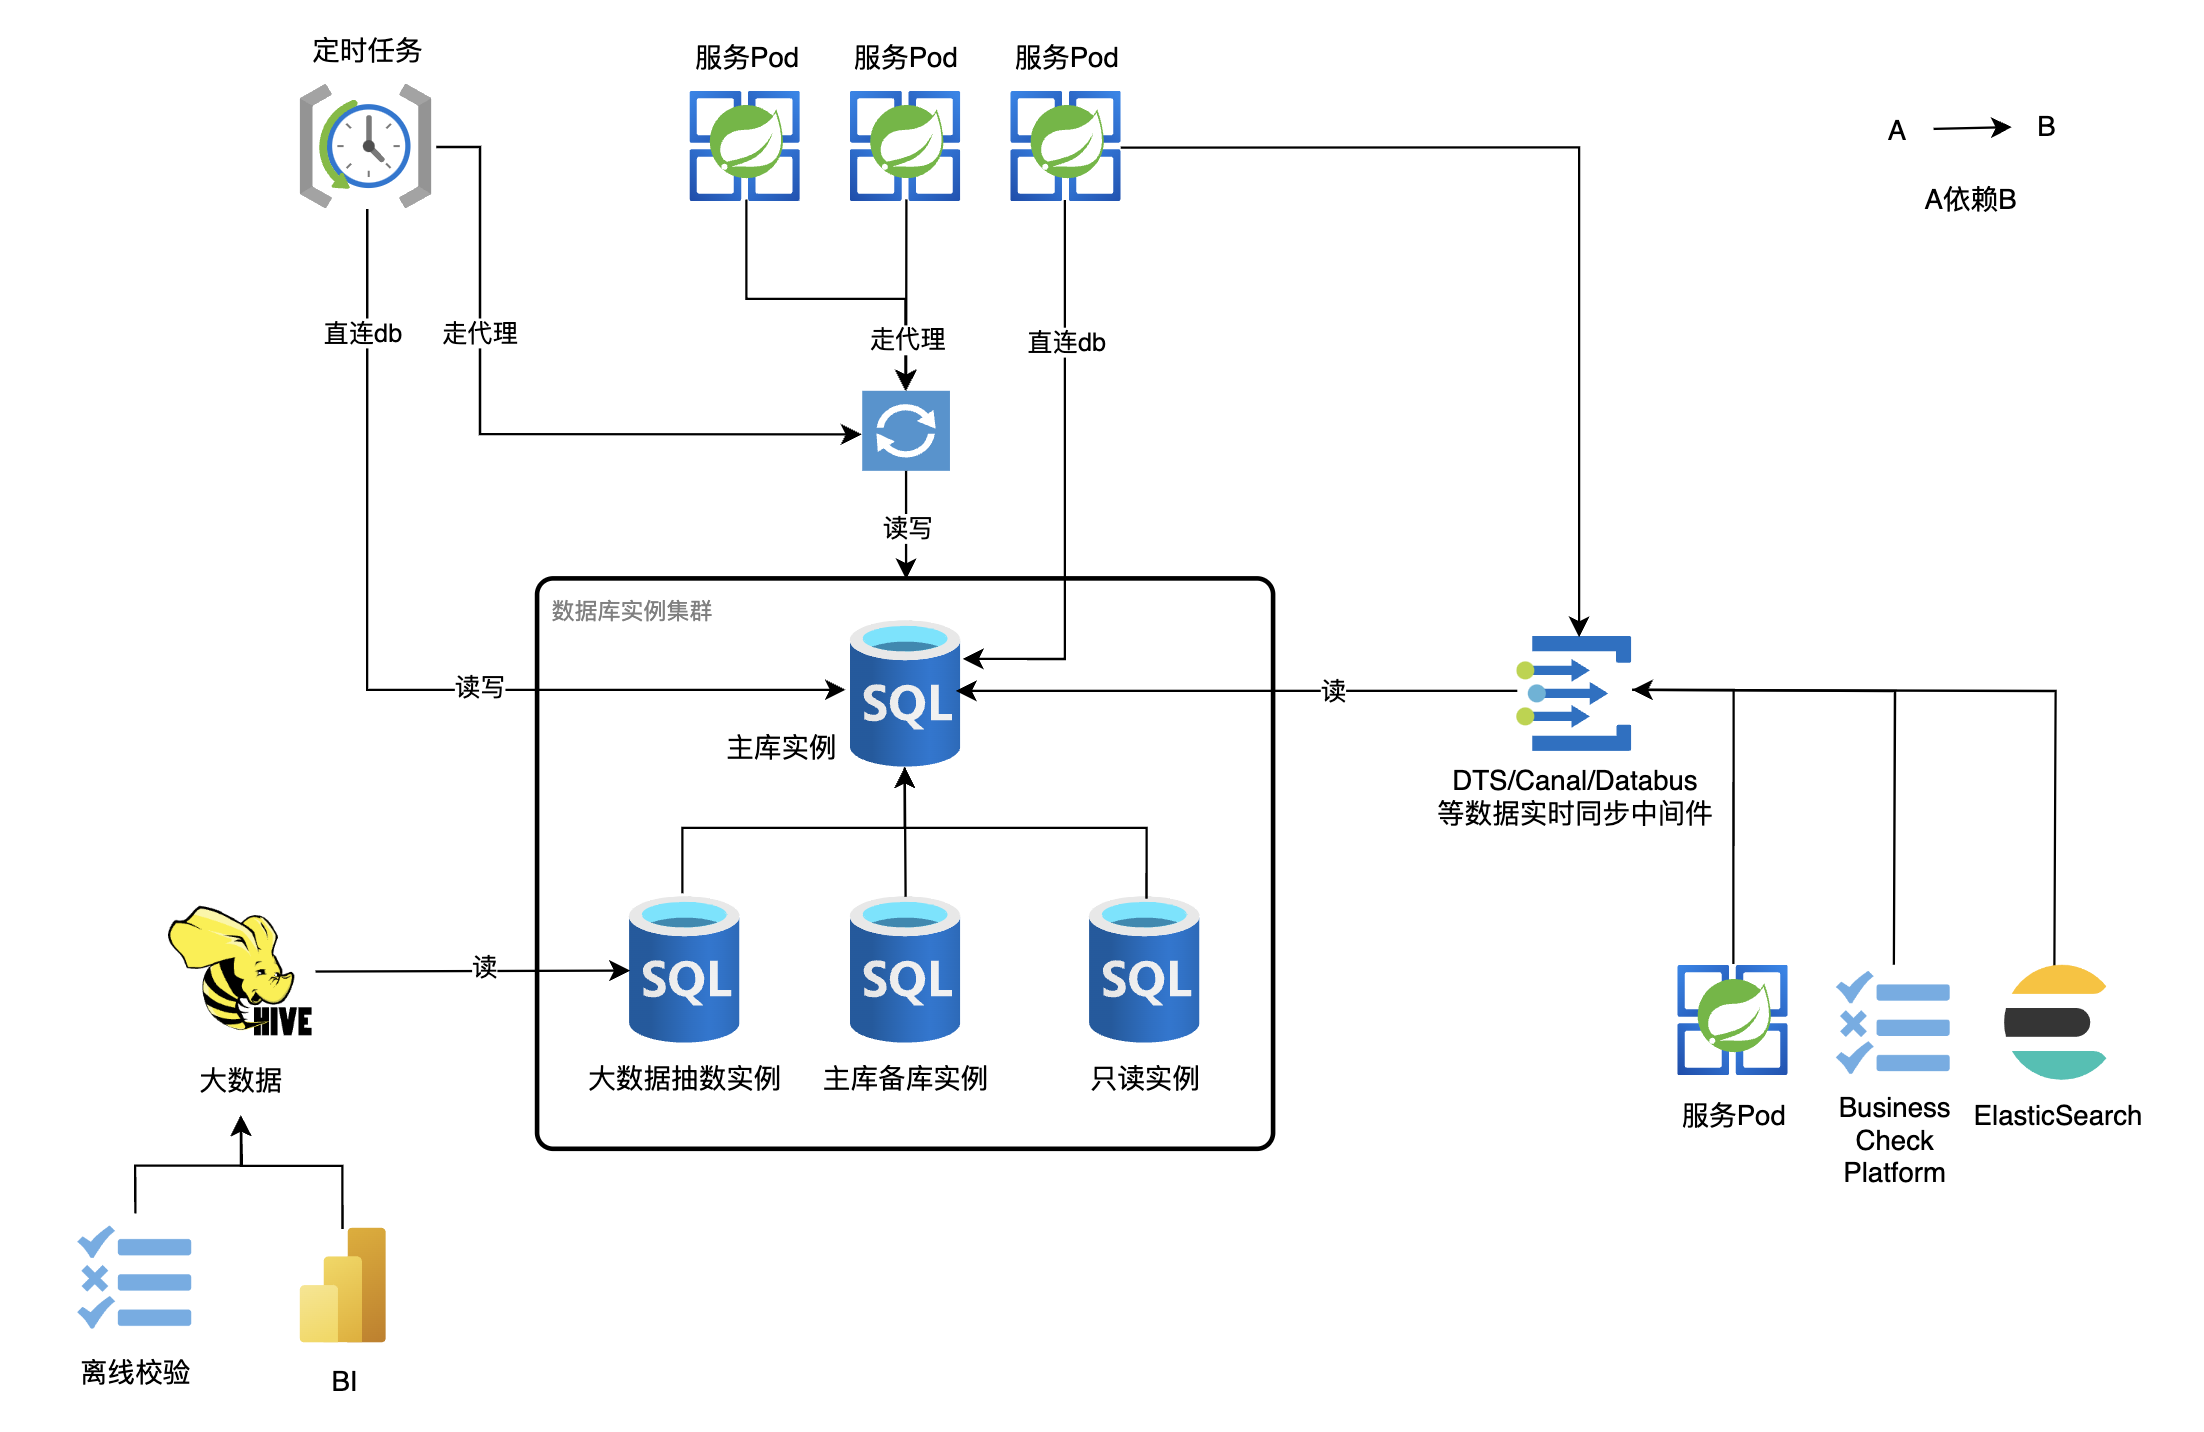 定时任务
服务Pod
服务Pod
服务Pod
A
B
A依赖B
直连db
走代理
走代理
直连db
读写
数据库实例集群
SQL
读写
读
主库实例
DTS/Canal/Databus
等数据实时同步中间件
HIVE
读
SQL
SQL
SQL
大数据
大数据抽数实例
主库备库实例
只读实例
服务Pod
Business
Check
Platform
ElasticSearch
离线校验
BI